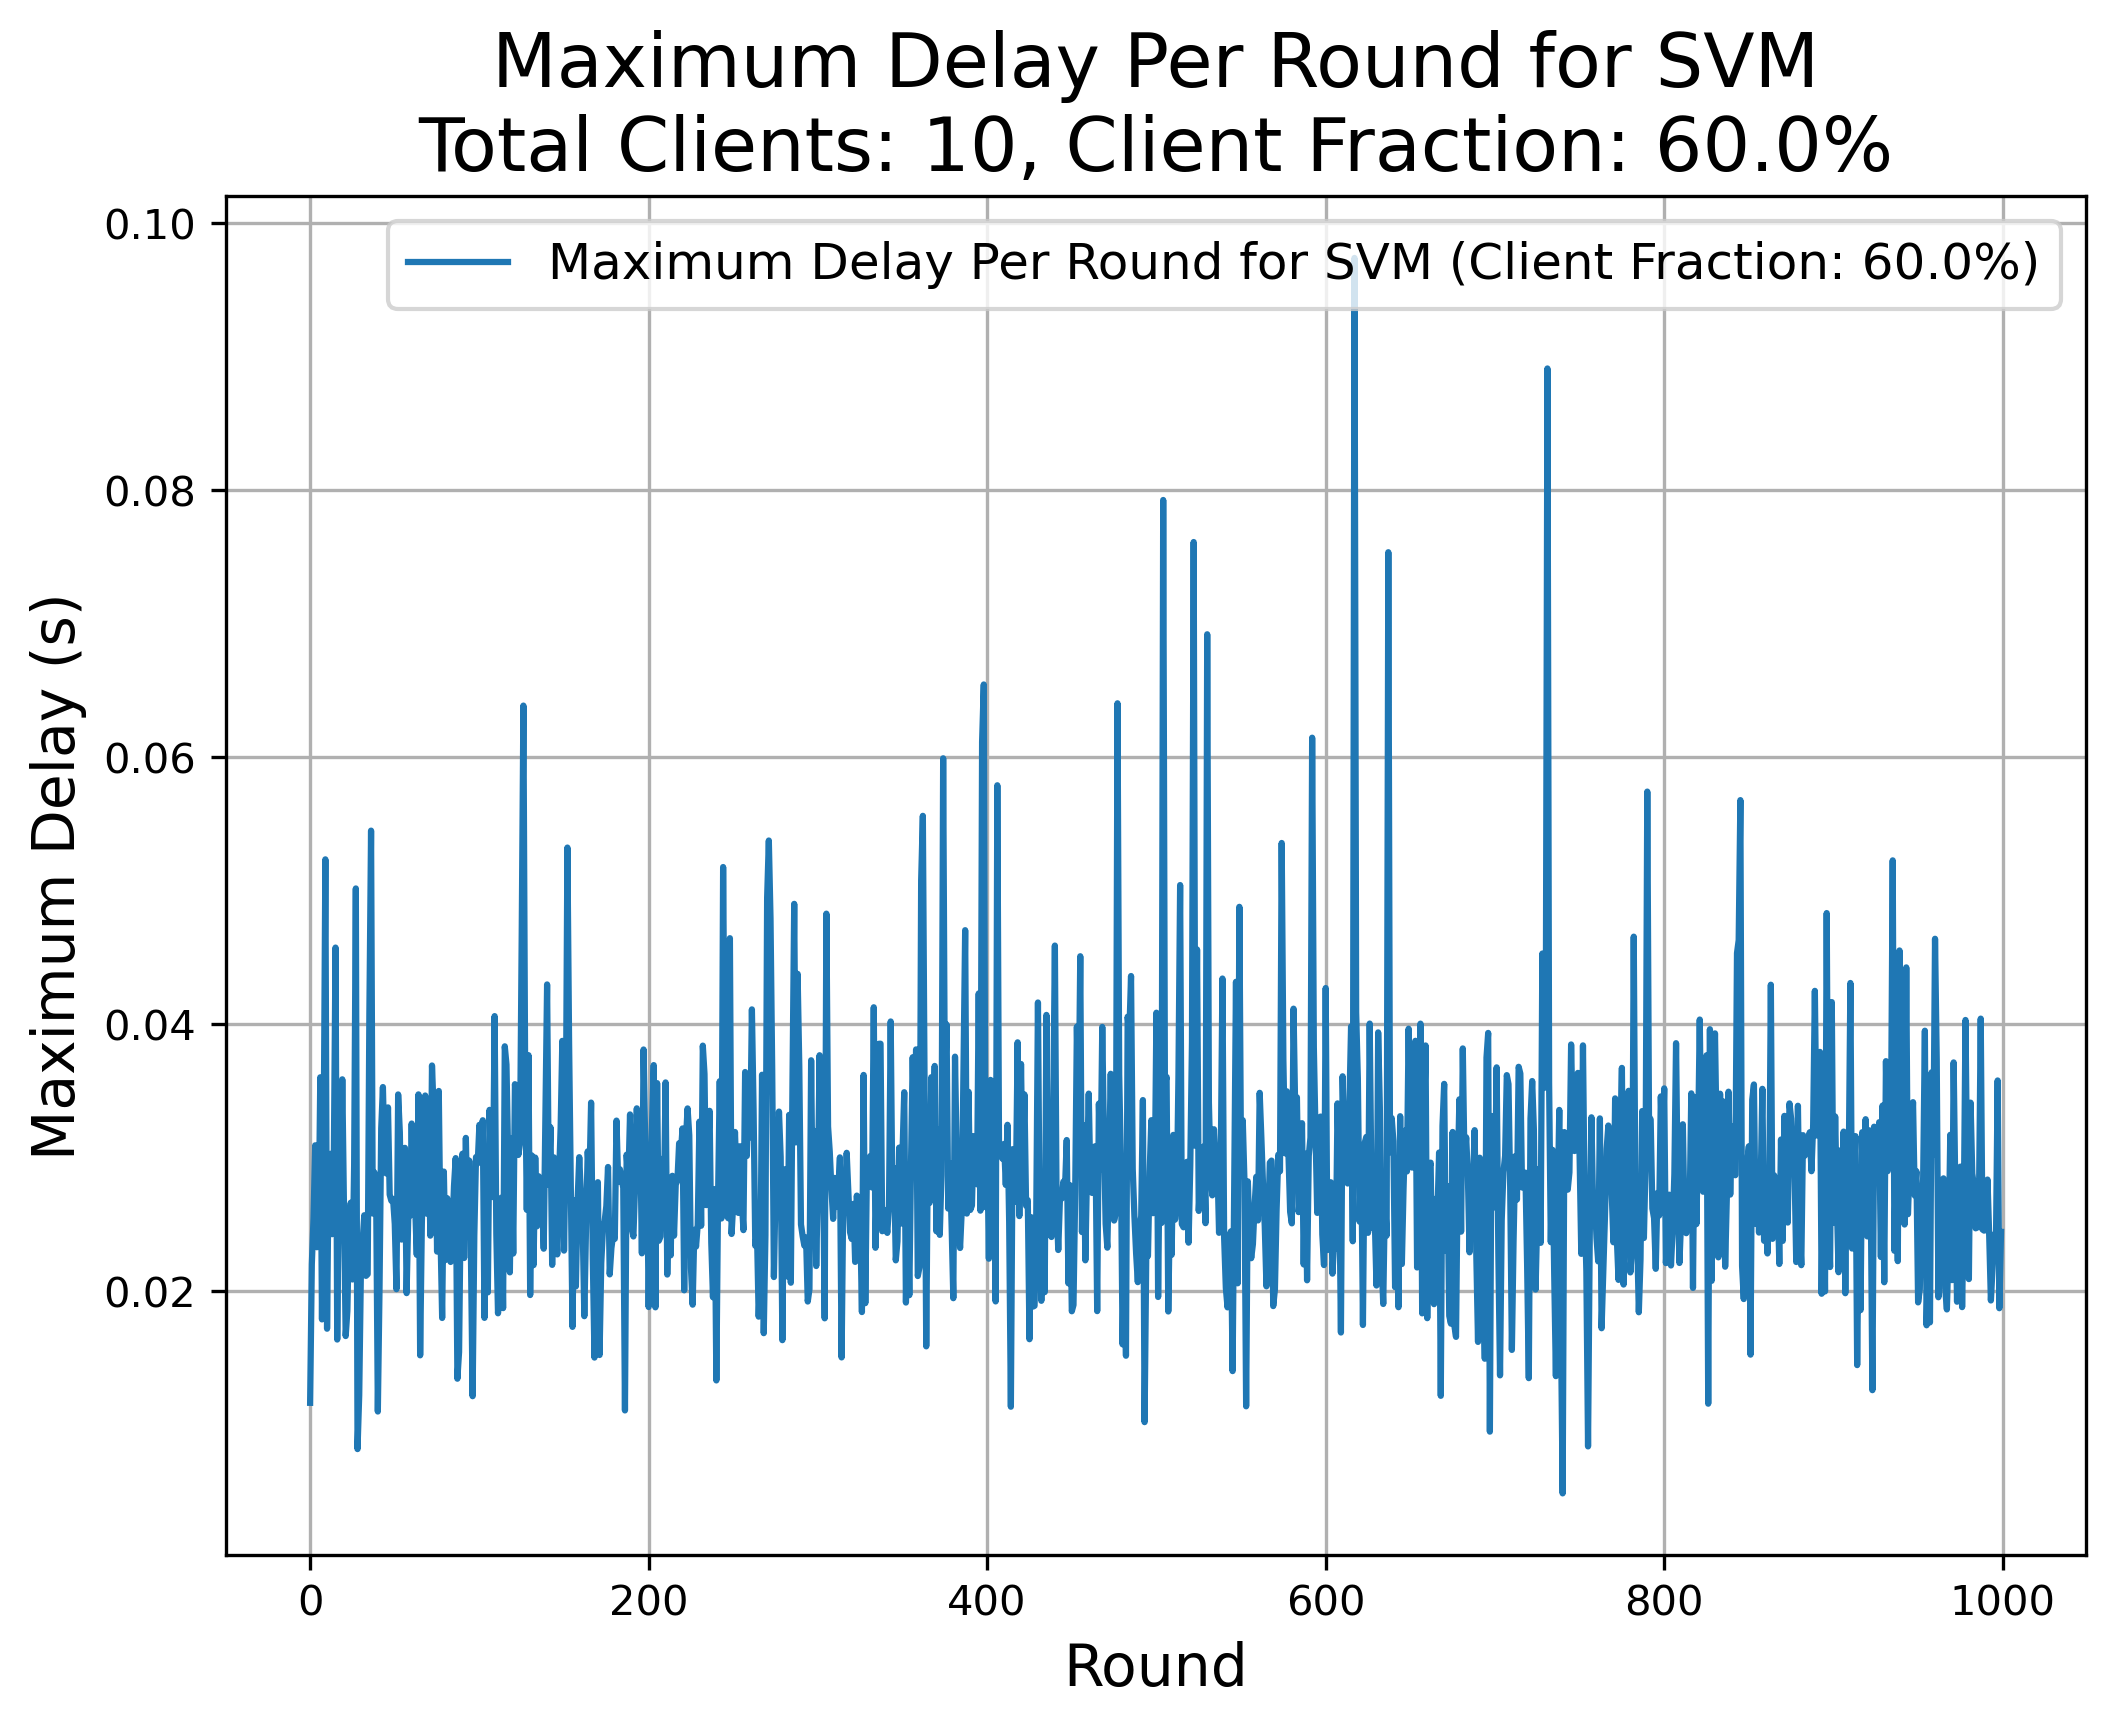 Maximum Delay Per Round for SVM
Total Clients: 10, Client Fraction: 60.0%
Maximum Delay Per Round for SVM (Client Fraction: 60.0%)
Maximum Delay (s)
0.10
0.08
0.06
0.04
0.02
0 200 400 600 800 1000
Round